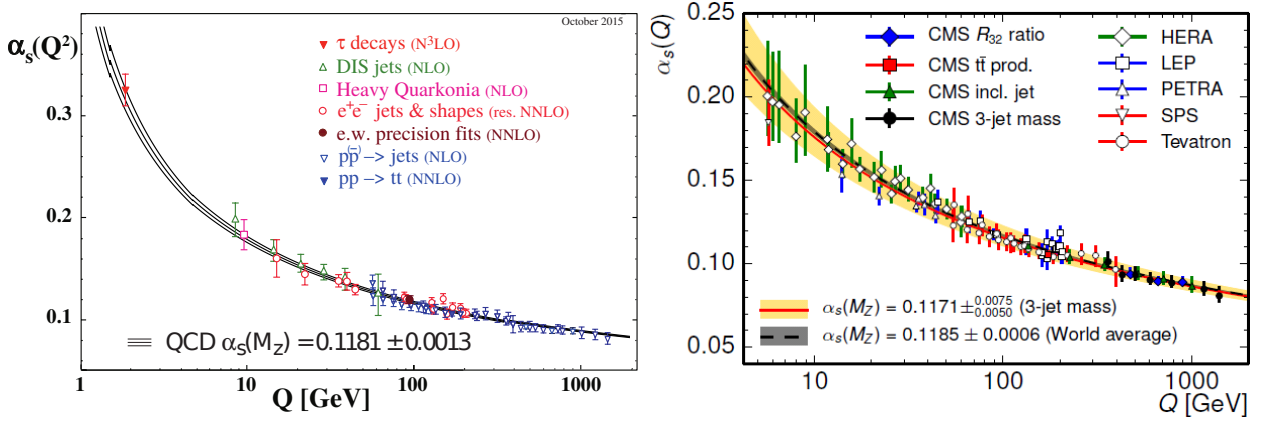 October 2015
αs(Q²)
τ decays (N³LO)
DIS jets (NLO)
Heavy Quarkonia (NLO)
e⁺e⁻ jets & shapes (res. NNLO)
e.w. precision fits (NNLO)
pp(–) –> jets (NLO)
pp –> tt (NNLO)
0.3
0.2
0.1
QCD αs(Mz) = 0.1181 ± 0.0013
1
10
100
1000
Q [GeV]
αs(Q)
0.25
0.20
0.15
0.10
0.05
CMS R32 ratio
CMS tt̄ prod.
CMS incl. jet
CMS 3-jet mass
HERA
LEP
PETRA
SPS
Tevatron
αs(MZ) = 0.1171 ±0.0075 0.0050 (3-jet mass)
αs(MZ) = 0.1185 ± 0.0006 (World average)
10
100
1000
Q [GeV]